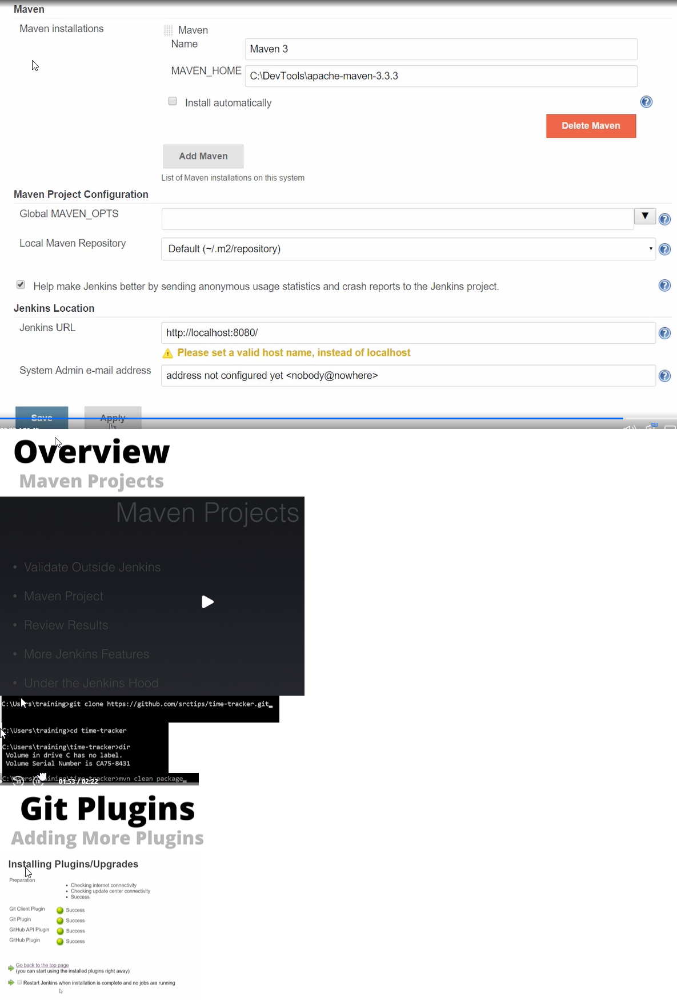 Maven
Maven installations
Maven
Name
Maven 3
MAVEN_HOME
C:\DevTools\apache-maven-3.3.3
Install automatically
Delete Maven
Add Maven
List of Maven installations on this system
Maven Project Configuration
Global MAVEN_OPTS
Local Maven Repository
Default (~/.m2/repository)
Help make Jenkins better by sending anonymous usage statistics and crash reports to the Jenkins project.
Jenkins Location
Jenkins URL
http://localhost:8080/
Please set a valid host name, instead of localhost
System Admin e-mail address
address not configured yet <nobody@nowhere>
Save
Apply
HD
Overview
Maven Projects
Maven Projects
• Validate Outside Jenkins
• Maven Project
• Review Results
• More Jenkins Features
• Under the Jenkins Hood
C:\Users\training>git clone https://github.com/srctips/time-tracker.git_
C:\Users\training>cd time-tracker
C:\Users\training\time-tracker>dir
Volume in drive C has no label.
Volume Serial Number is CA75-8431
C:\Users\training\time-tracker>mvn clean package_
10 10 01:53 / 02:22
Git Plugins
Adding More Plugins
Installing Plugins/Upgrades
Preparation
• Checking internet connectivity
• Checking update center connectivity
• Success
Git Client Plugin Success
Git Plugin Success
GitHub API Plugin Success
GitHub Plugin Success
Go back to the top page
(you can start using the installed plugins right away)
Restart Jenkins when installation is complete and no jobs are running